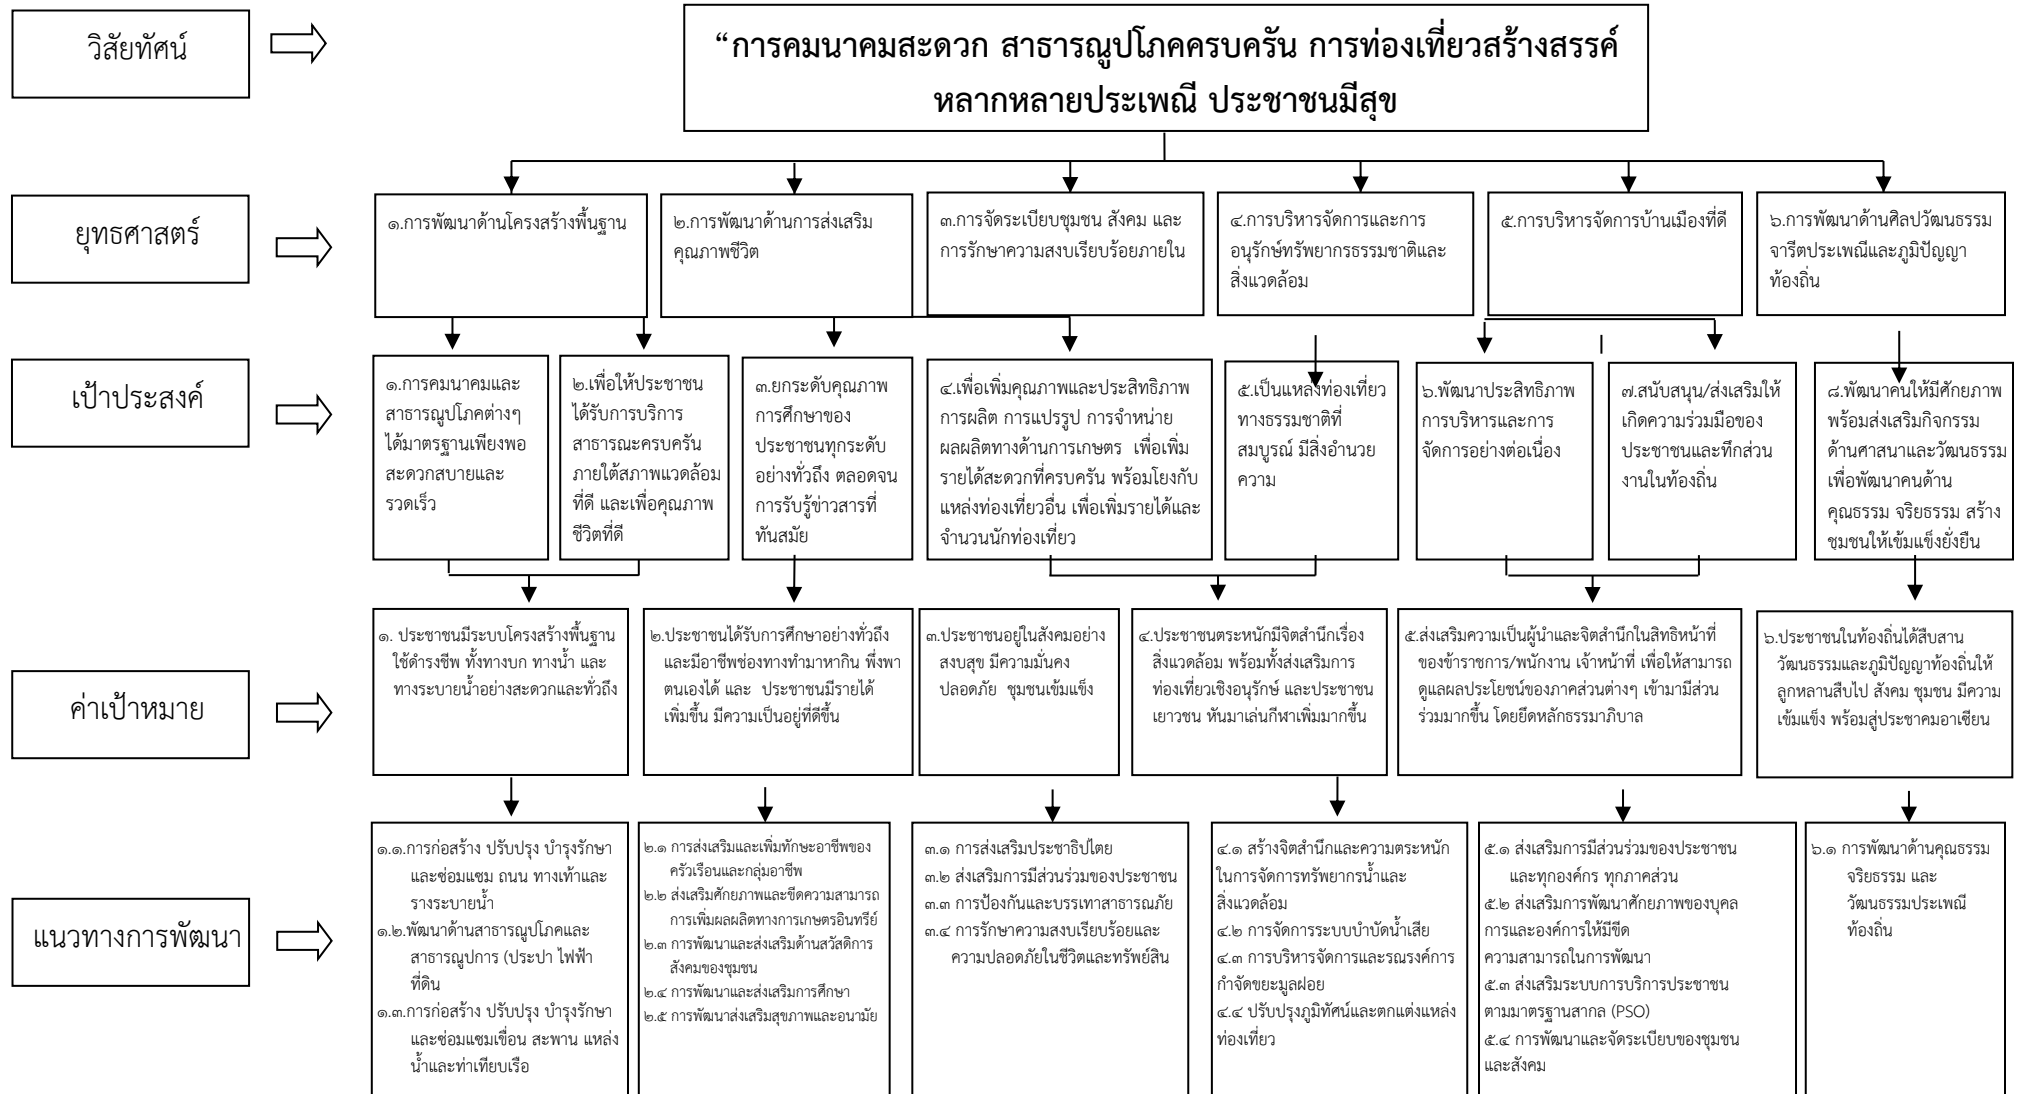 วิสัยทัศน์
“การคมนาคมสะดวก สาธารณูปโภคครบครัน การท่องเที่ยวสร้างสรรค์
หลากหลายประเพณี ประชาชนมีสุข
ยุทธศาสตร์
๑.การพัฒนาด้านโครงสร้างพื้นฐาน
๒.การพัฒนาด้านการส่งเสริม
คุณภาพชีวิต
๓.การจัดระเบียบชุมชน สังคม และ
การรักษาความสงบเรียบร้อยภายใน
๔.การบริหารจัดการและการ
อนุรักษ์ทรัพยากรธรรมชาติและ
สิ่งแวดล้อม
๕.การบริหารจัดการบ้านเมืองที่ดี
๖.การพัฒนาด้านศิลปวัฒนธรรม
จารีตประเพณีและภูมิปัญญา
ท้องถิ่น
เป้าประสงค์
๑.การคมนาคมและ
สาธารณูปโภคต่างๆ
ได้มาตรฐานเพียงพอ
สะดวกสบายและ
รวดเร็ว
๒.เพื่อให้ประชาชน
ได้รับการบริการ
สาธารณะครบครัน
ภายใต้สภาพแวดล้อม
ที่ดี และเพื่อคุณภาพ
ชีวิตที่ดี
๓.ยกระดับคุณภาพ
การศึกษาของ
ประชาชนทุกระดับ
อย่างทั่วถึง ตลอดจน
การรับรู้ข่าวสารที่
ทันสมัย
๔.เพื่อเพิ่มคุณภาพและประสิทธิภาพ
การผลิต การแปรรูป การจำหน่าย
ผลผลิตทางด้านการเกษตร เพื่อเพิ่ม
รายได้สะดวกที่ครบครัน พร้อมโยงกับ
แหล่งท่องเที่ยวอื่น เพื่อเพิ่มรายได้และ
จำนวนนักท่องเที่ยว
๕.เป็นแหล่งท่องเที่ยว
ทางธรรมชาติที่
สมบูรณ์ มีสิ่งอำนวย
ความ
๖.พัฒนาประสิทธิภาพ
การบริหารและการ
จัดการอย่างต่อเนื่อง
๗.สนับสนุน/ส่งเสริมให้
เกิดความร่วมมือของ
ประชาชนและทึกส่วน
งานในท้องถิ่น
๘.พัฒนาคนให้มีศักยภาพ
พร้อมส่งเสริมกิจกรรม
ด้านศาสนาและวัฒนธรรม
เพื่อพัฒนาคนด้าน
คุณธรรม จริยธรรม สร้าง
ชุมชนให้เข้มแข็งยั่งยืน
ค่าเป้าหมาย
๑. ประชาชนมีระบบโครงสร้างพื้นฐาน
ใช้ดำรงชีพ ทั้งทางบก ทางน้ำ และ
ทางระบายน้ำอย่างสะดวกและทั่วถึง
๒.ประชาชนได้รับการศึกษาอย่างทั่วถึง
และมีอาชีพช่องทางทำมาหากิน พึ่งพา
ตนเองได้ และ ประชาชนมีรายได้
เพิ่มขึ้น มีความเป็นอยู่ที่ดีขึ้น
๓.ประชาชนอยู่ในสังคมอย่าง
สงบสุข มีความมั่นคง
ปลอดภัย ชุมชนเข้มแข็ง
๔.ประชาชนตระหนักมีจิตสำนึกเรื่อง
สิ่งแวดล้อม พร้อมทั้งส่งเสริมการ
ท่องเที่ยวเชิงอนุรักษ์ และประชาชน
เยาวชน หันมาเล่นกีฬาเพิ่มมากขึ้น
๕.ส่งเสริมความเป็นผู้นำและจิตสำนึกในสิทธิหน้าที่
ของข้าราชการ/พนักงาน เจ้าหน้าที่ เพื่อให้สามารถ
ดูแลผลประโยชน์ของภาคส่วนต่างๆ เข้ามามีส่วน
ร่วมมากขึ้น โดยยึดหลักธรรมาภิบาล
๖.ประชาชนในท้องถิ่นได้สืบสาน
วัฒนธรรมและภูมิปัญญาท้องถิ่นให้
ลูกหลานสืบไป สังคม ชุมชน มีความ
เข้มแข็ง พร้อมสู่ประชาคมอาเซียน
แนวทางการพัฒนา
๑.๑.การก่อสร้าง ปรับปรุง บำรุงรักษา
และซ่อมแซม ถนน ทางเท้าและ
รางระบายน้ำ
๑.๒.พัฒนาด้านสาธารณูปโภคและ
สาธารณูปการ (ประปา ไฟฟ้า
ที่ดิน
๑.๓.การก่อสร้าง ปรับปรุง บำรุงรักษา
และซ่อมแซมเขื่อน สะพาน แหล่ง
น้ำและท่าเทียบเรือ
๒.๑ การส่งเสริมและเพิ่มทักษะอาชีพของ
ครัวเรือนและกลุ่มอาชีพ
๒.๒ ส่งเสริมศักยภาพและขีดความสามารถ
การเพิ่มผลผลิตทางการเกษตรอินทรีย์
๒.๓ การพัฒนาและส่งเสริมด้านสวัสดิการ
สังคมของชุมชน
๒.๔ การพัฒนาและส่งเสริมการศึกษา
๒.๕ การพัฒนาส่งเสริมสุขภาพและอนามัย
๓.๑ การส่งเสริมประชาธิปไตย
๓.๒ ส่งเสริมการมีส่วนร่วมของประชาชน
๓.๓ การป้องกันและบรรเทาสาธารณภัย
๓.๔ การรักษาความสงบเรียบร้อยและ
ความปลอดภัยในชีวิตและทรัพย์สิน
๔.๑ สร้างจิตสำนึกและความตระหนัก
ในการจัดการทรัพยากรน้ำและ
สิ่งแวดล้อม
๔.๒ การจัดการระบบบำบัดน้ำเสีย
๔.๓ การบริหารจัดการและรณรงค์การ
กำจัดขยะมูลฝอย
๔.๔ ปรับปรุงภูมิทัศน์และตกแต่งแหล่ง
ท่องเที่ยว
๕.๑ ส่งเสริมการมีส่วนร่วมของประชาชน
และทุกองค์กร ทุกภาคส่วน
๕.๒ ส่งเสริมการพัฒนาศักยภาพของบุคล
การและองค์การให้มีขีด
ความสามารถในการพัฒนา
๕.๓ ส่งเสริมระบบการบริการประชาชน
ตามมาตรฐานสากล (PSO)
๕.๔ การพัฒนาและจัดระเบียบของชุมชน
และสังคม
๖.๑ การพัฒนาด้านคุณธรรม
จริยธรรม และ
วัฒนธรรมประเพณี
ท้องถิ่น